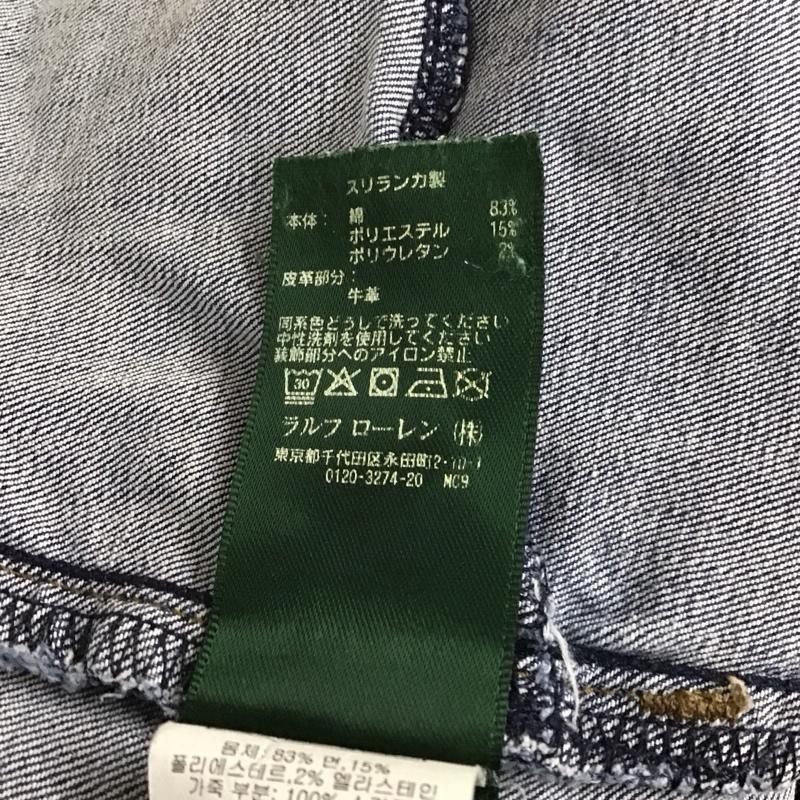 スリランカ製
本体: 綿 83%
ポリエステル 15%
ポリウレタン 2%
皮革部分:
牛革
同系色どうしで洗ってください
中性洗剤を使用してください
装飾部分へのアイロン禁止
30
ラルフ ローレン (株)
東京都千代田区永田町2-10-1
0120-3274-20 MC9
몸체: 83% 면.15%
폴리에스테르.2% 엘라스테인
가죽 부분: 100%